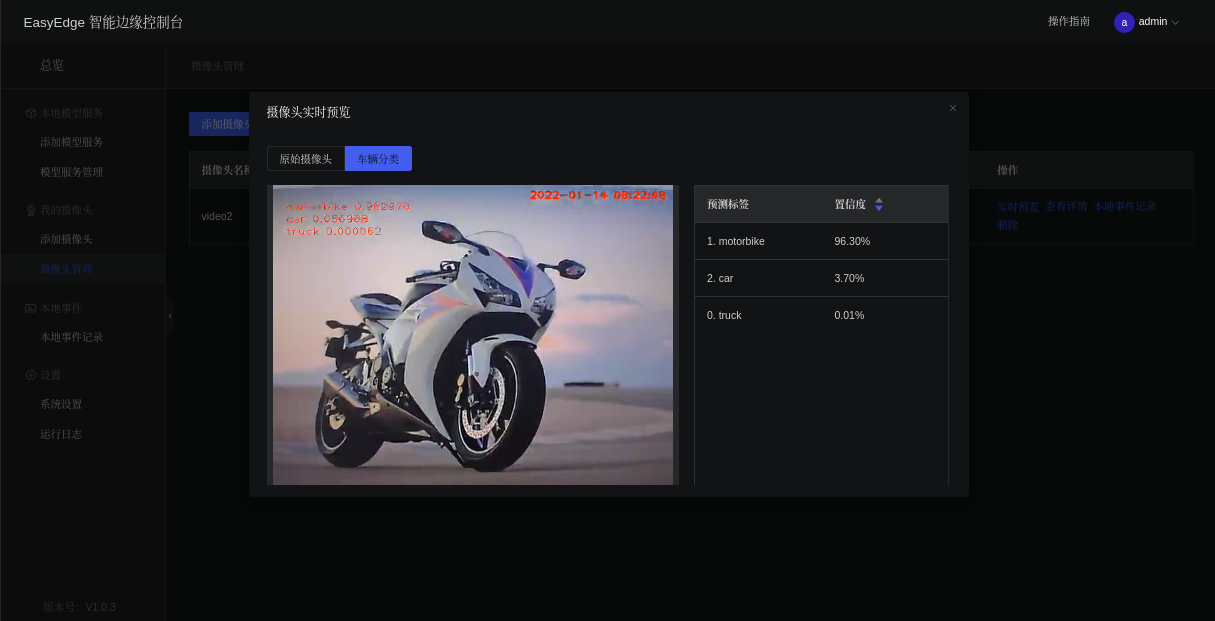 EasyEdge 智能边缘控制台
操作指南
a admin
总览
摄像头管理
本地模型服务
添加模型服务
模型服务管理
我的摄像头
添加摄像头
摄像头管理
本地事件
本地事件记录
设置
系统设置
运行日志
版本号: V1.0.3
添加摄像头
摄像头名称
操作
video2
实时预览 查看详情 本地事件记录
删除
摄像头实时预览
原始摄像头 车辆分类
2022-01-14 08:22:48
car
truck 0.000062
预测标签 置信度
1. motorbike 96.30%
2. car 3.70%
0. truck 0.01%